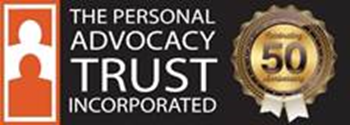 THE PERSONAL
ADVOCACY
TRUST
INCORPORATED
50